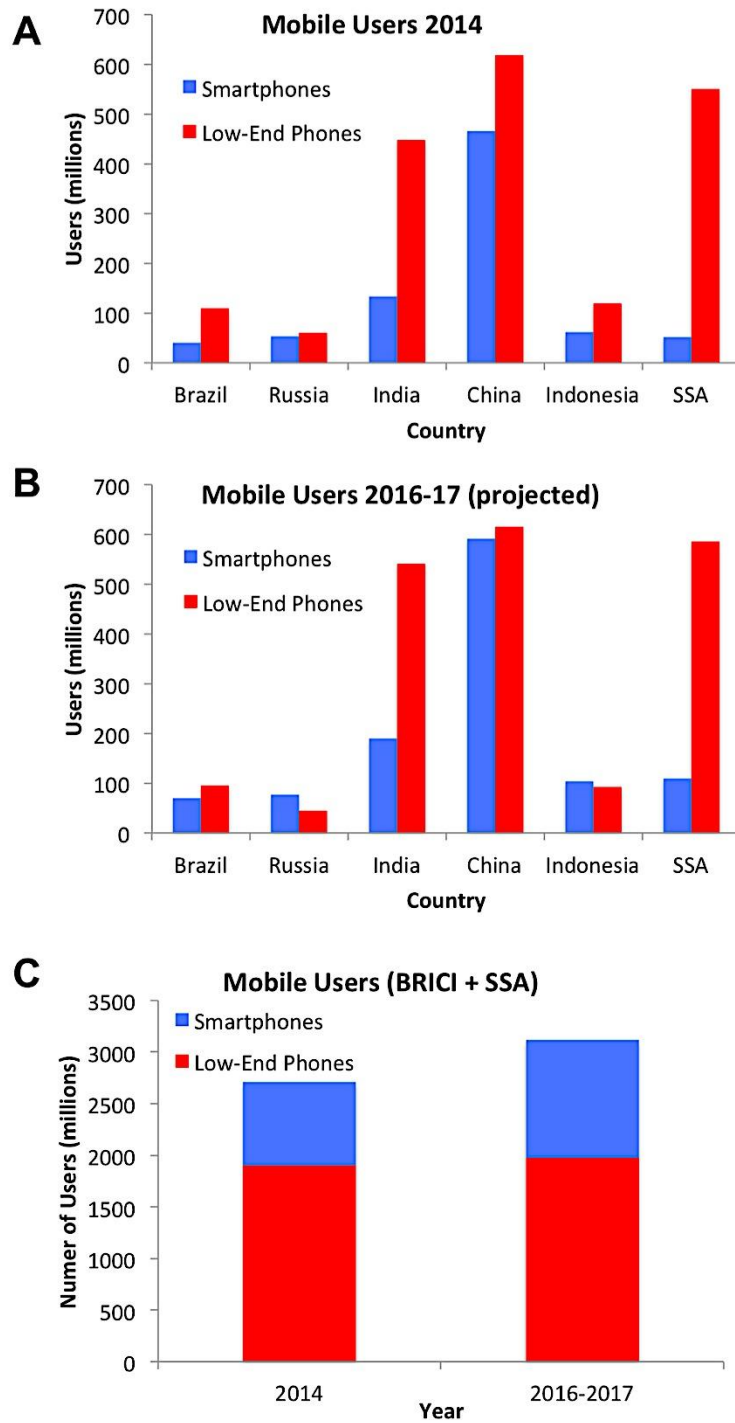 A
Mobile Users 2014
700
600
500
400
300
200
100
0
Users (millions)
Smartphones
Low-End Phones
Brazil Russia India China Indonesia SSA
Country
B
Mobile Users 2016-17 (projected)
700
600
500
400
300
200
100
0
Users (millions)
Smartphones
Low-End Phones
Brazil Russia India China Indonesia SSA
Country
C
Mobile Users (BRICI + SSA)
3500
3000
2500
2000
1500
1000
500
0
Numer of Users (millions)
Smartphones
Low-End Phones
2014 2016-2017
Year